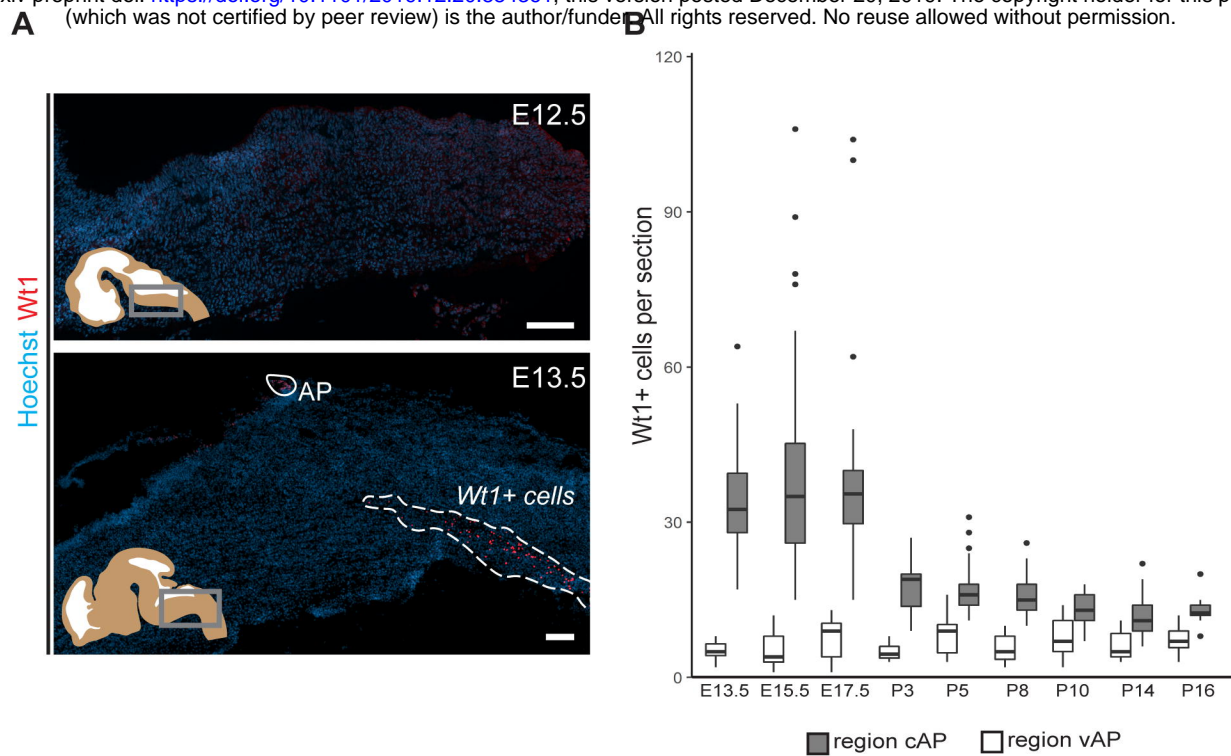 (which was not certified by peer review) is the author/funder. All rights reserved. No reuse allowed without permission.
A
B
Hoechst Wt1
E12.5
E13.5
AP
Wt1+ cells
Wt1+ cells per section
120
90
60
30
0
E13.5 E15.5 E17.5 P3 P5 P8 P10 P14 P16
region cAP region vAP